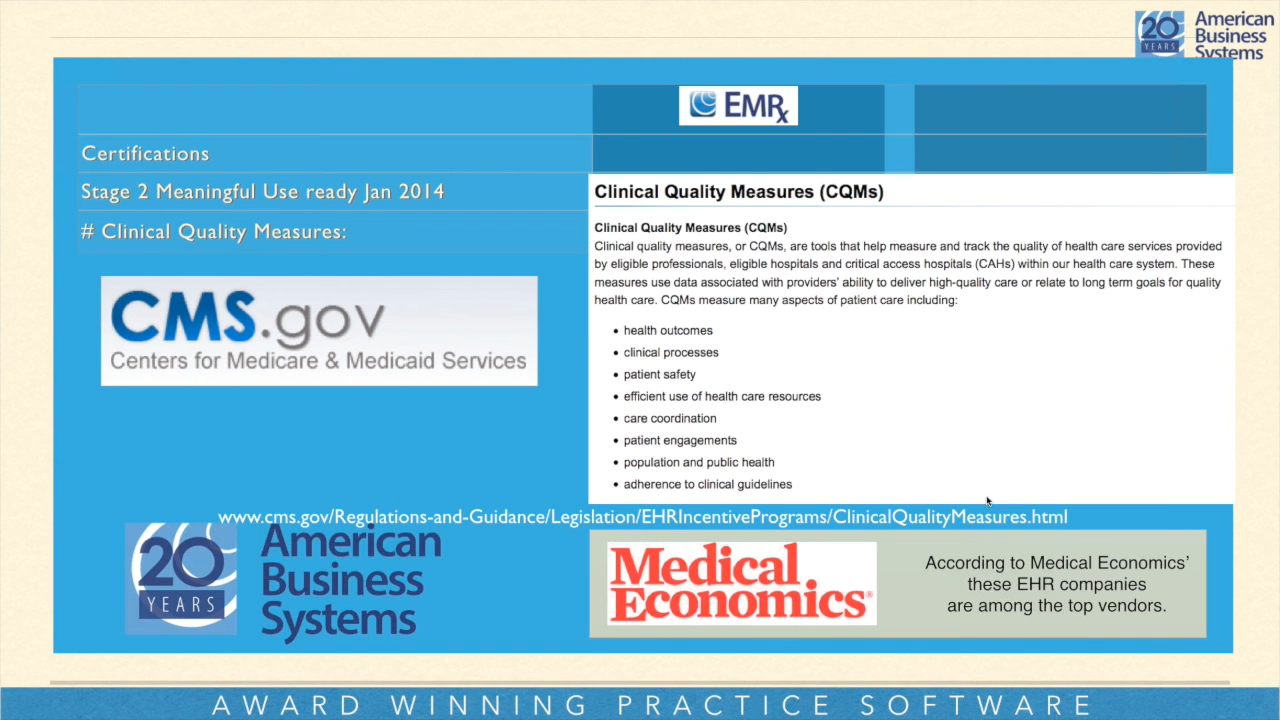 20
YEARS
American
Business
Systems
EMRx
Certifications
Stage 2 Meaningful Use ready Jan 2014
# Clinical Quality Measures:
CMS.gov
Centers for Medicare & Medicaid Services
Clinical Quality Measures (CQMs)
Clinical Quality Measures (CQMs)
Clinical quality measures, or CQMs, are tools that help measure and track the quality of health care services provided
by eligible professionals, eligible hospitals and critical access hospitals (CAHs) within our health care system. These
measures use data associated with providers' ability to deliver high-quality care or relate to long term goals for quality
health care. CQMs measure many aspects of patient care including:
• health outcomes
• clinical processes
• patient safety
• efficient use of health care resources
• care coordination
• patient engagements
• population and public health
• adherence to clinical guidelines
www.cms.gov/Regulations-and-Guidance/Legislation/EHRIncentivePrograms/ClinicalQualityMeasures.html
20
YEARS
American
Business
Systems
Medical
Economics®
According to Medical Economics'
these EHR companies
are among the top vendors.
AWARD WINNING PRACTICE SOFTWARE